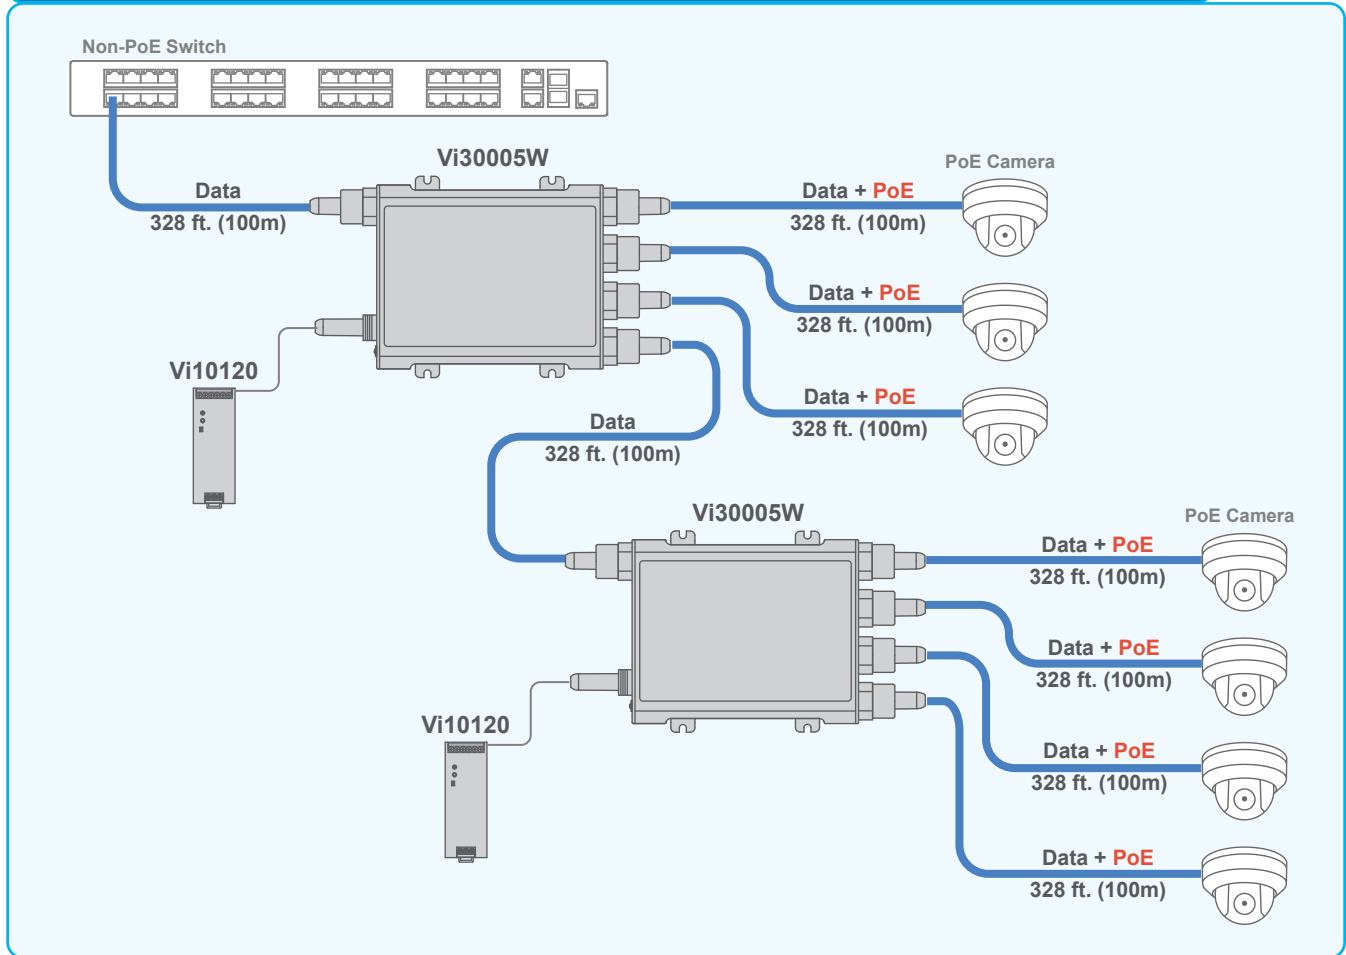 Non-PoE Switch
Vi30005W
PoE Camera
Data
328 ft. (100m)
Data + PoE
328 ft. (100m)
Data + PoE
328 ft. (100m)
Vi10120
Data + PoE
328 ft. (100m)
Data
328 ft. (100m)
Vi30005W
PoE Camera
Data + PoE
328 ft. (100m)
Data + PoE
328 ft. (100m)
Vi10120
Data + PoE
328 ft. (100m)
Data + PoE
328 ft. (100m)